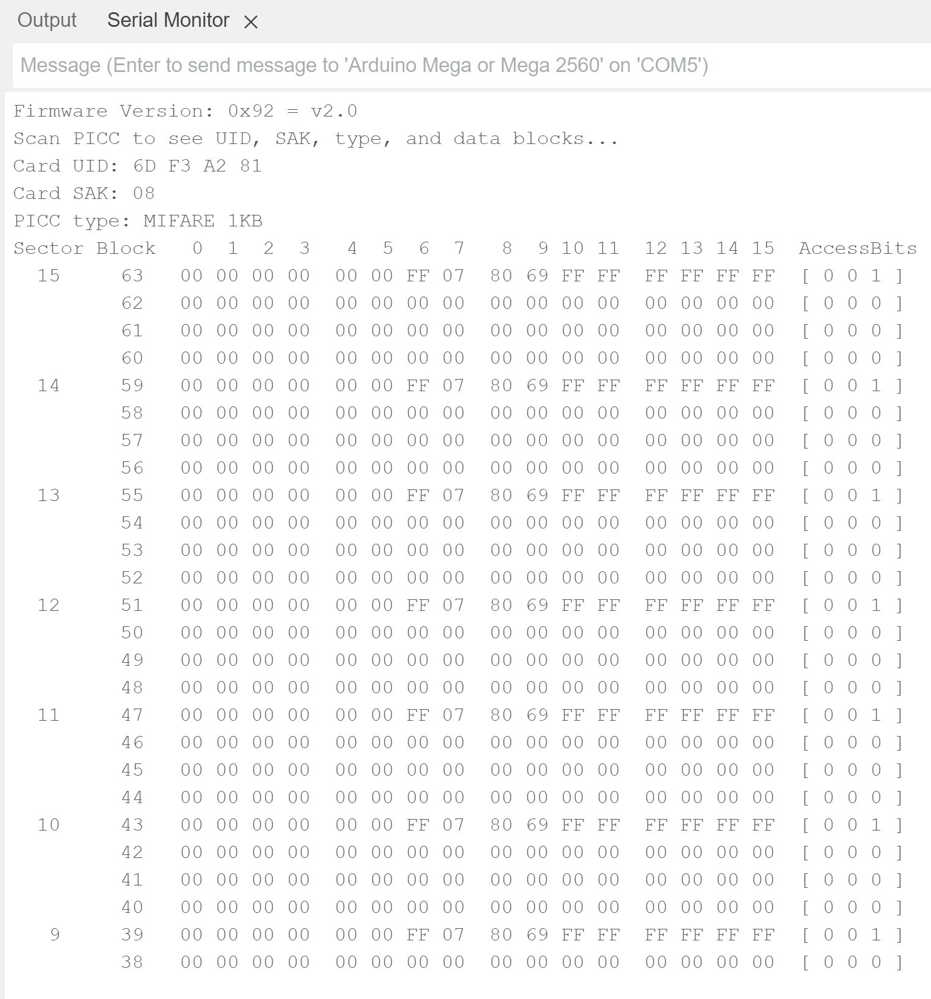 Output Serial Monitor ×
Message (Enter to send message to 'Arduino Mega or Mega 2560' on 'COM5')
Firmware Version: 0x92 = v2.0
Scan PICC to see UID, SAK, type, and data blocks...
Card UID: 6D F3 A2 81
Card SAK: 08
PICC type: MIFARE 1KB
Sector Block 0 1 2 3 4 5 6 7 8 9 10 11 12 13 14 15 AccessBits
15 63 00 00 00 00 00 00 FF 07 80 69 FF FF FF FF FF FF [ 0 0 1 ]
62 00 00 00 00 00 00 00 00 00 00 00 00 00 00 00 00 [ 0 0 0 ]
61 00 00 00 00 00 00 00 00 00 00 00 00 00 00 00 00 [ 0 0 0 ]
60 00 00 00 00 00 00 00 00 00 00 00 00 00 00 00 00 [ 0 0 0 ]
14 59 00 00 00 00 00 00 FF 07 80 69 FF FF FF FF FF FF [ 0 0 1 ]
58 00 00 00 00 00 00 00 00 00 00 00 00 00 00 00 00 [ 0 0 0 ]
57 00 00 00 00 00 00 00 00 00 00 00 00 00 00 00 00 [ 0 0 0 ]
56 00 00 00 00 00 00 00 00 00 00 00 00 00 00 00 00 [ 0 0 0 ]
13 55 00 00 00 00 00 00 FF 07 80 69 FF FF FF FF FF FF [ 0 0 1 ]
54 00 00 00 00 00 00 00 00 00 00 00 00 00 00 00 00 [ 0 0 0 ]
53 00 00 00 00 00 00 00 00 00 00 00 00 00 00 00 00 [ 0 0 0 ]
52 00 00 00 00 00 00 00 00 00 00 00 00 00 00 00 00 [ 0 0 0 ]
12 51 00 00 00 00 00 00 FF 07 80 69 FF FF FF FF FF FF [ 0 0 1 ]
50 00 00 00 00 00 00 00 00 00 00 00 00 00 00 00 00 [ 0 0 0 ]
49 00 00 00 00 00 00 00 00 00 00 00 00 00 00 00 00 [ 0 0 0 ]
48 00 00 00 00 00 00 00 00 00 00 00 00 00 00 00 00 [ 0 0 0 ]
11 47 00 00 00 00 00 00 FF 07 80 69 FF FF FF FF FF FF [ 0 0 1 ]
46 00 00 00 00 00 00 00 00 00 00 00 00 00 00 00 00 [ 0 0 0 ]
45 00 00 00 00 00 00 00 00 00 00 00 00 00 00 00 00 [ 0 0 0 ]
44 00 00 00 00 00 00 00 00 00 00 00 00 00 00 00 00 [ 0 0 0 ]
10 43 00 00 00 00 00 00 FF 07 80 69 FF FF FF FF FF FF [ 0 0 1 ]
42 00 00 00 00 00 00 00 00 00 00 00 00 00 00 00 00 [ 0 0 0 ]
41 00 00 00 00 00 00 00 00 00 00 00 00 00 00 00 00 [ 0 0 0 ]
40 00 00 00 00 00 00 00 00 00 00 00 00 00 00 00 00 [ 0 0 0 ]
9 39 00 00 00 00 00 00 FF 07 80 69 FF FF FF FF FF FF [ 0 0 1 ]
38 00 00 00 00 00 00 00 00 00 00 00 00 00 00 00 00 [ 0 0 0 ]